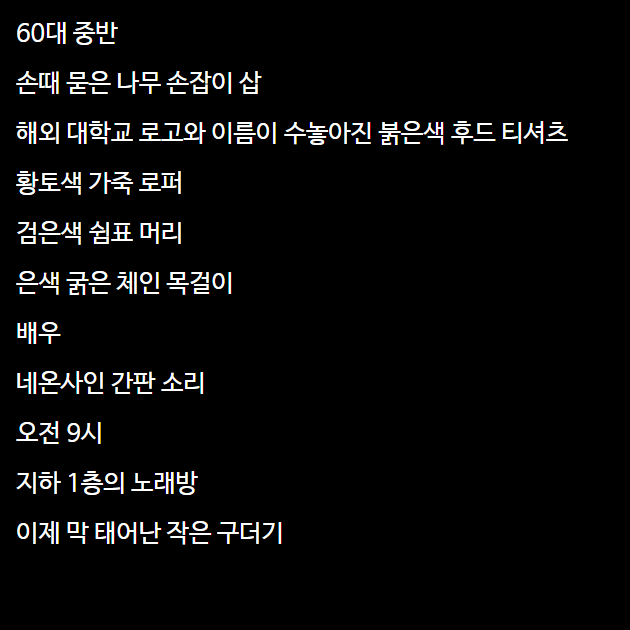 60대 중반
손때 묻은 나무 손잡이 삽
해외 대학교 로고와 이름이 수놓아진 붉은색 후드 티셔츠
황토색 가죽 로퍼
검은색 쉼표 머리
은색 굵은 체인 목걸이
배우
네온사인 간판 소리
오전 9시
지하 1층의 노래방
이제 막 태어난 작은 구더기